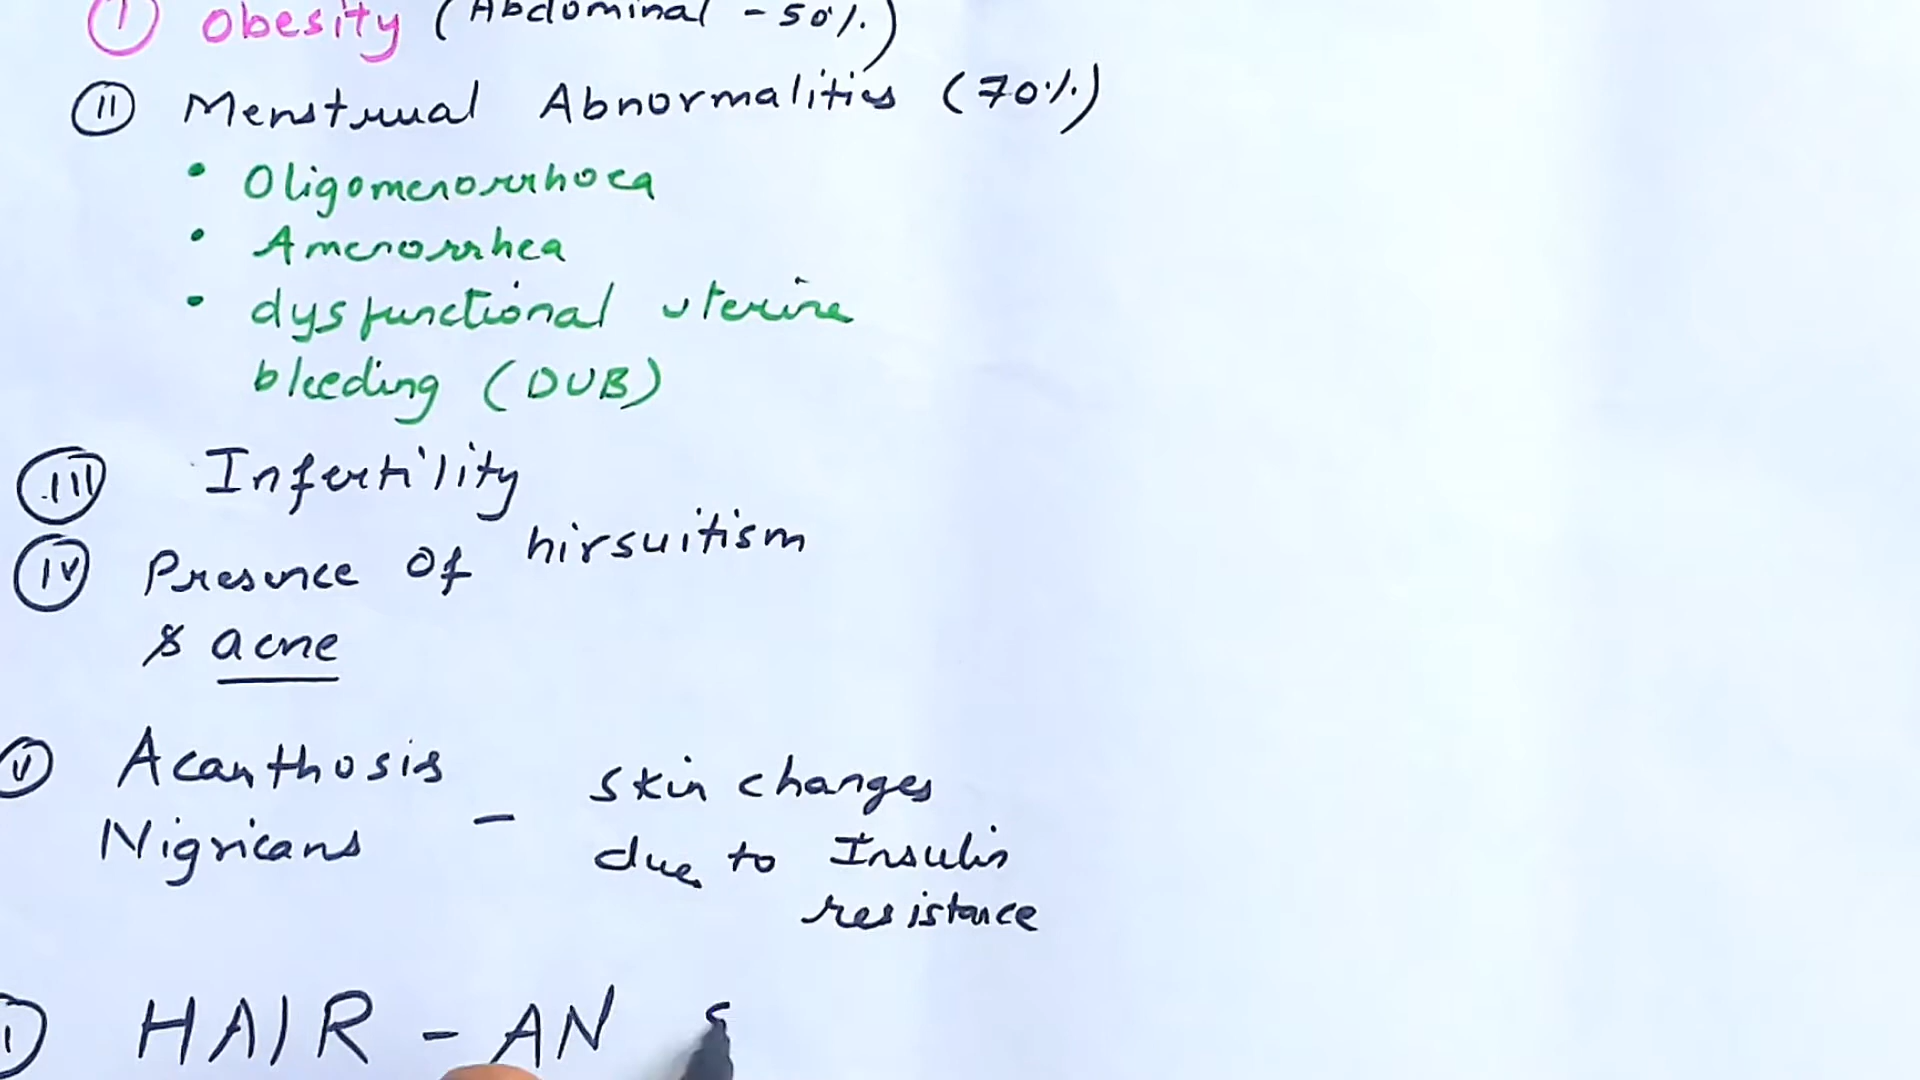 I Obesity (Abdominal - 50%)
II Menstrual Abnormalities (70%)
• Oligomenorrhoea
• Amenorrhea
• dysfunctional uterine
bleeding (DUB)
III Infertility
IV Presence of hirsuitism
& acne
V Acanthosis
Nigricans - skin changes
due to Insulin
resistance
HAIR - AN S